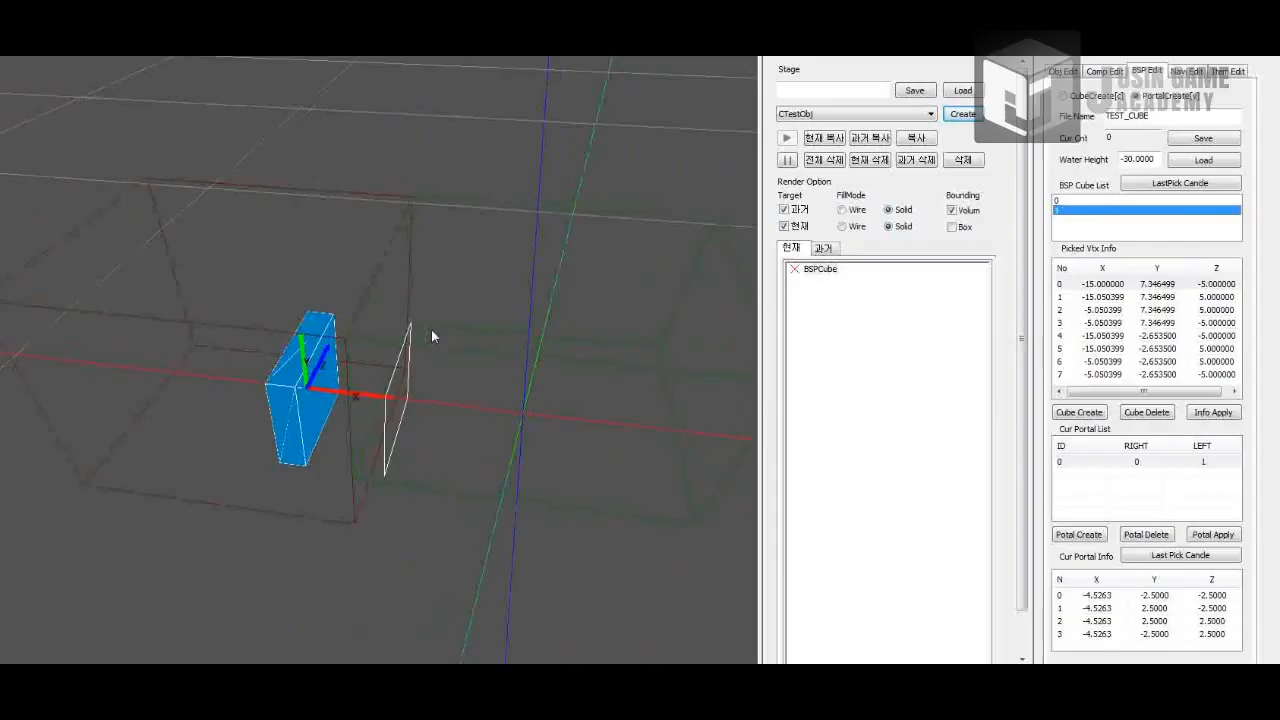 Stage
Save
Load
CTestObj
Create
현재 복사
과거 복사
복사
전체 삭제
현재 삭제
과거 삭제
삭제
Render Option
Target
FillMode
Bounding
과거
Wire
Solid
Volum
현재
Wire
Solid
Box
현재
과거
BSPCube
X
Z
JUSIN GAME
ACADEMY
Obj Edit
Comp Edit
BSP Edit
Navi Edit
Item Edit
CubeCreate[c]
PortalCreate[v]
File Name
TEST_CUBE
Cur Cnt
0
Save
Water Height
-30.0000
Load
BSP Cube List
LastPick Cancle
0
Picked Vtx Info
No X Y Z
0 -15.000000 7.346499 -5.000000
1 -15.050399 7.346499 5.000000
2 -5.050399 7.346499 5.000000
3 -5.050399 7.346499 -5.000000
4 -15.050399 -2.653500 -5.000000
5 -15.050399 -2.653500 5.000000
6 -5.050399 -2.653500 5.000000
7 -5.050399 -2.653500 -5.000000
Cube Create
Cube Delete
Info Apply
Cur Portal List
ID RIGHT LEFT
0 0 1
Potal Create
Potal Delete
Potal Apply
Cur Portal Info
Last Pick Cancle
N X Y Z
0 -4.5263 -2.5000 -2.5000
1 -4.5263 2.5000 -2.5000
2 -4.5263 2.5000 2.5000
3 -4.5263 -2.5000 2.5000